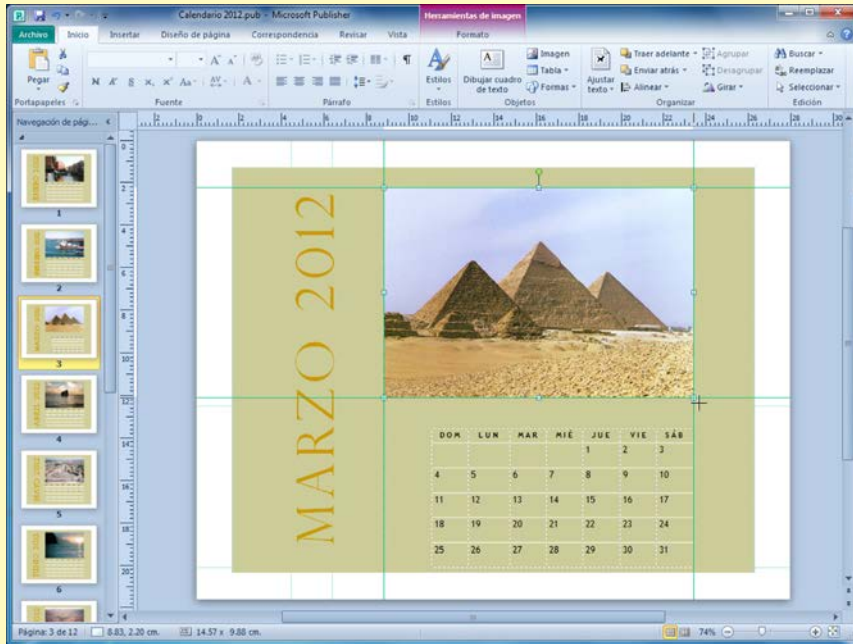 Calendario 2012.pub - Microsoft Publisher
Herramientas de imagen
Archivo Inicio Insertar Diseño de página Correspondencia Revisar Vista Formato
Pegar
N K S x₂ x² Aa AV A
Estilos
Dibujar cuadro
de texto
Imagen
Tabla
Formas
Ajustar
texto
Traer adelante
Enviar atrás
Alinear
Agrupar
Desagrupar
Girar
Buscar
Reemplazar
Seleccionar
Portapapeles Fuente Párrafo Estilos Objetos Organizar Edición
Navegación de pági...
1
2
3
4
5
6
MARZO 2012
DOM LUN MAR MIÉ JUE VIE SÁB
1 2 3
4 5 6 7 8 9 10
11 12 13 14 15 16 17
18 19 20 21 22 23 24
25 26 27 28 29 30 31
Página: 3 de 12 8.83, 2.20 cm. 14.57 x 9.88 cm. 74%